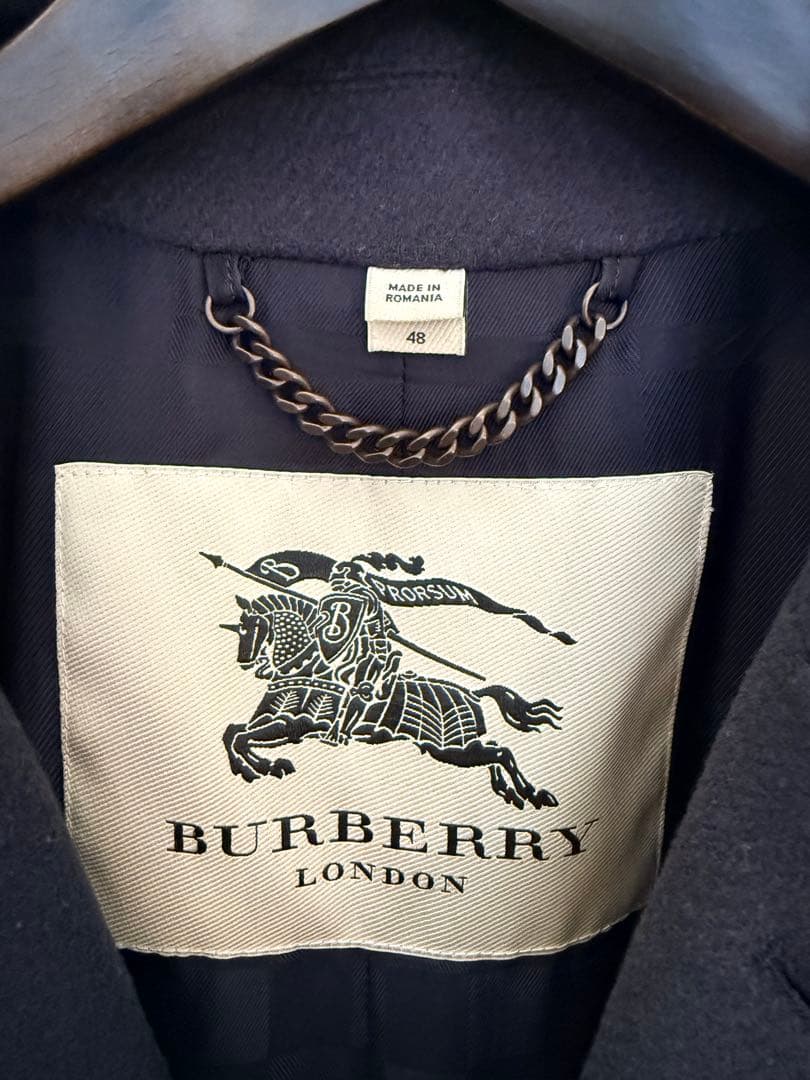 MADE IN
ROMANIA
48
B PRORSUM
B
BURBERRY
LONDON